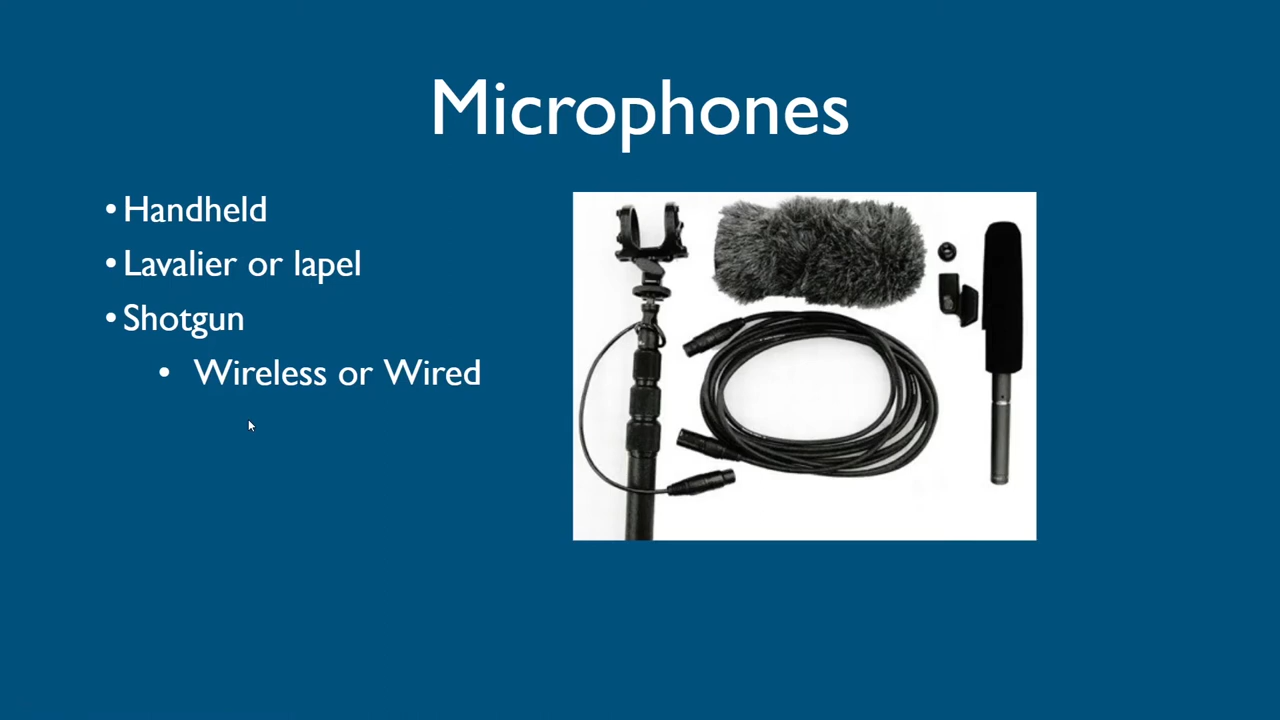 Microphones
• Handheld
• Lavalier or lapel
• Shotgun
• Wireless or Wired